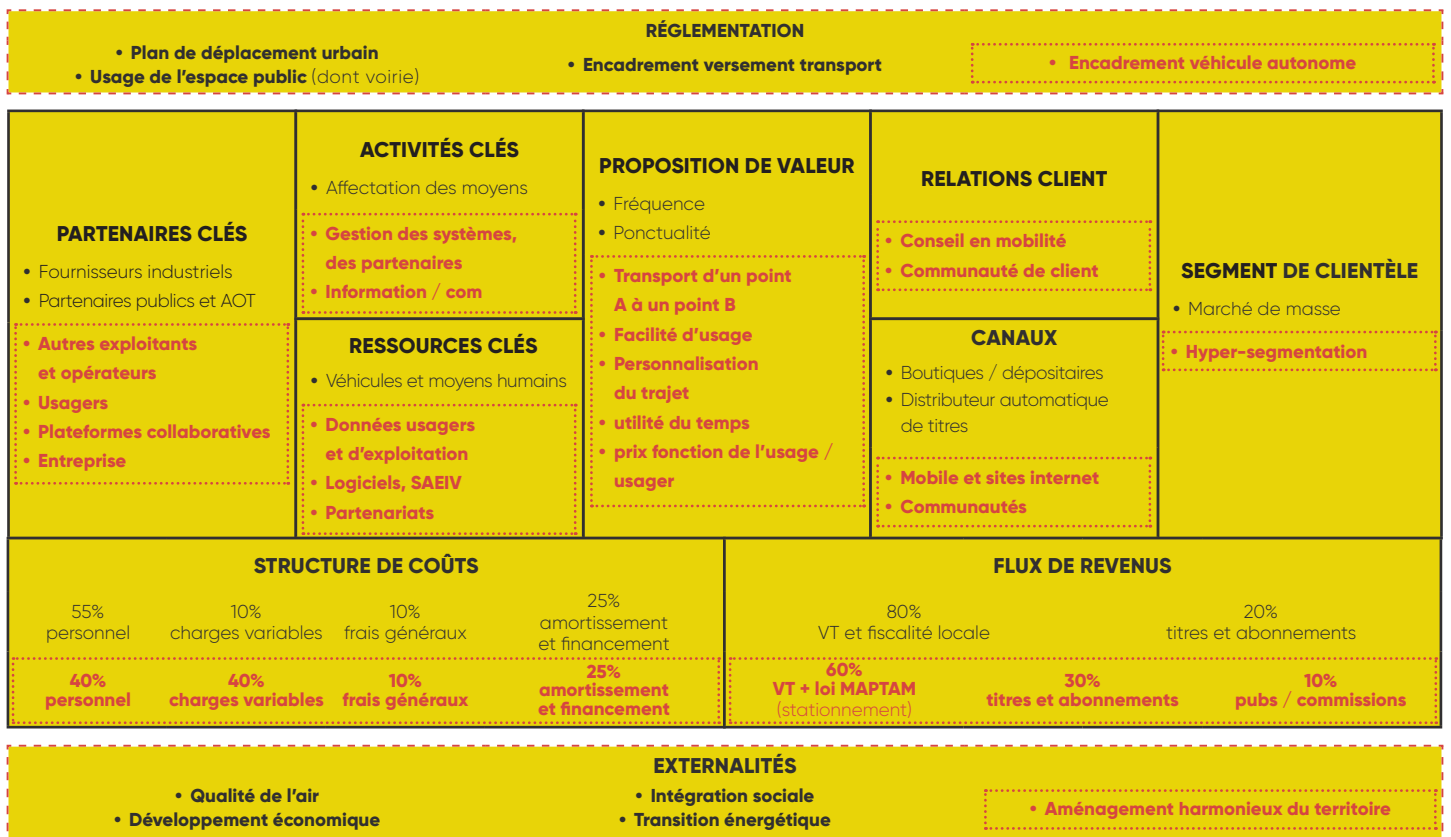 RÉGLEMENTATION
• Plan de déplacement urbain
• Usage de l'espace public (dont voirie)
• Encadrement versement transport
• Encadrement véhicule autonome
PARTENAIRES CLÉS
• Fournisseurs industriels
• Partenaires publics et AOT
• Autres exploitants
et opérateurs
• Usagers
• Plateformes collaboratives
• Entreprise
ACTIVITÉS CLÉS
• Affectation des moyens
• Gestion des systèmes,
des partenaires
• Information / com
RESSOURCES CLÉS
• Véhicules et moyens humains
• Données usagers
et d'exploitation
• Logiciels, SAEIV
• Partenariats
PROPOSITION DE VALEUR
• Fréquence
• Ponctualité
• Transport d'un point
A à un point B
• Facilité d'usage
• Personnalisation
du trajet
• utilité du temps
• prix fonction de l'usage /
usager
RELATIONS CLIENT
• Conseil en mobilité
• Communauté de client
CANAUX
• Boutiques / dépositaires
• Distributeur automatique
de titres
• Mobile et sites internet
• Communautés
SEGMENT DE CLIENTÈLE
• Marché de masse
• Hyper-segmentation
STRUCTURE DE COÛTS
55%
personnel
10%
charges variables
10%
frais généraux
25%
amortissement
et financement
40%
personnel
40%
charges variables
10%
frais généraux
25%
amortissement
et financement
FLUX DE REVENUS
80%
VT et fiscalité locale
20%
titres et abonnements
60%
VT + loi MAPTAM
(stationnement)
30%
titres et abonnements
10%
pubs / commissions
EXTERNALITÉS
• Qualité de l'air
• Développement économique
• Intégration sociale
• Transition énergétique
• Aménagement harmonieux du territoire